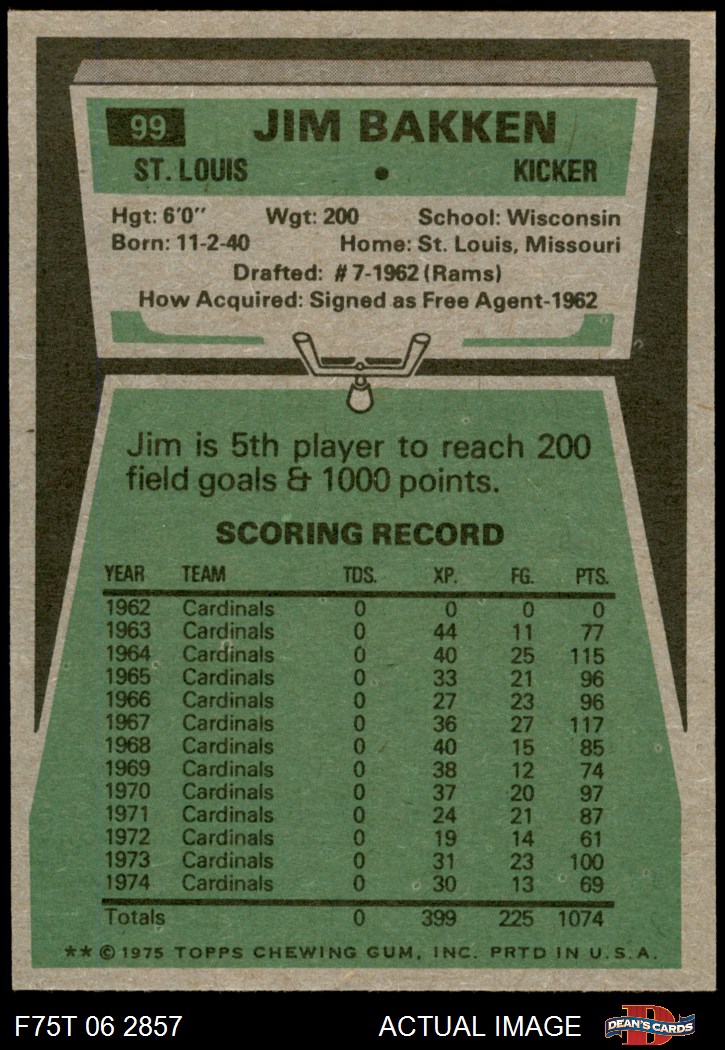 99 JIM BAKKEN
ST. LOUIS • KICKER
Hgt: 6'0" Wgt: 200 School: Wisconsin
Born: 11-2-40 Home: St. Louis, Missouri
Drafted: #7-1962 (Rams)
How Acquired: Signed as Free Agent-1962
Jim is 5th player to reach 200
field goals & 1000 points.
SCORING RECORD
YEAR TEAM TDS. XP. FG. PTS.
1962 Cardinals 0 0 0 0
1963 Cardinals 0 44 11 77
1964 Cardinals 0 40 25 115
1965 Cardinals 0 33 21 96
1966 Cardinals 0 27 23 96
1967 Cardinals 0 36 27 117
1968 Cardinals 0 40 15 85
1969 Cardinals 0 38 12 74
1970 Cardinals 0 37 20 97
1971 Cardinals 0 24 21 87
1972 Cardinals 0 19 14 61
1973 Cardinals 0 31 23 100
1974 Cardinals 0 30 13 69
Totals 0 399 225 1074
** © 1975 TOPPS CHEWING GUM, INC. PRTD IN U.S.A.
F75T 06 2857 ACTUAL IMAGE D DEAN'S CARDS